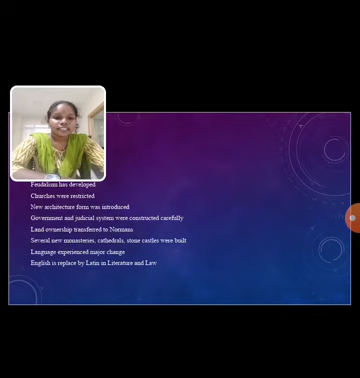 Feudalism has developed
Churches were restricted
New architecture form was introduced
Government and judicial system were constructed carefully
Land ownership transferred to Normans
Several new monasteries, cathedrals, stone castles were built
Language experienced major change
English is replace by Latin in Literature and Law